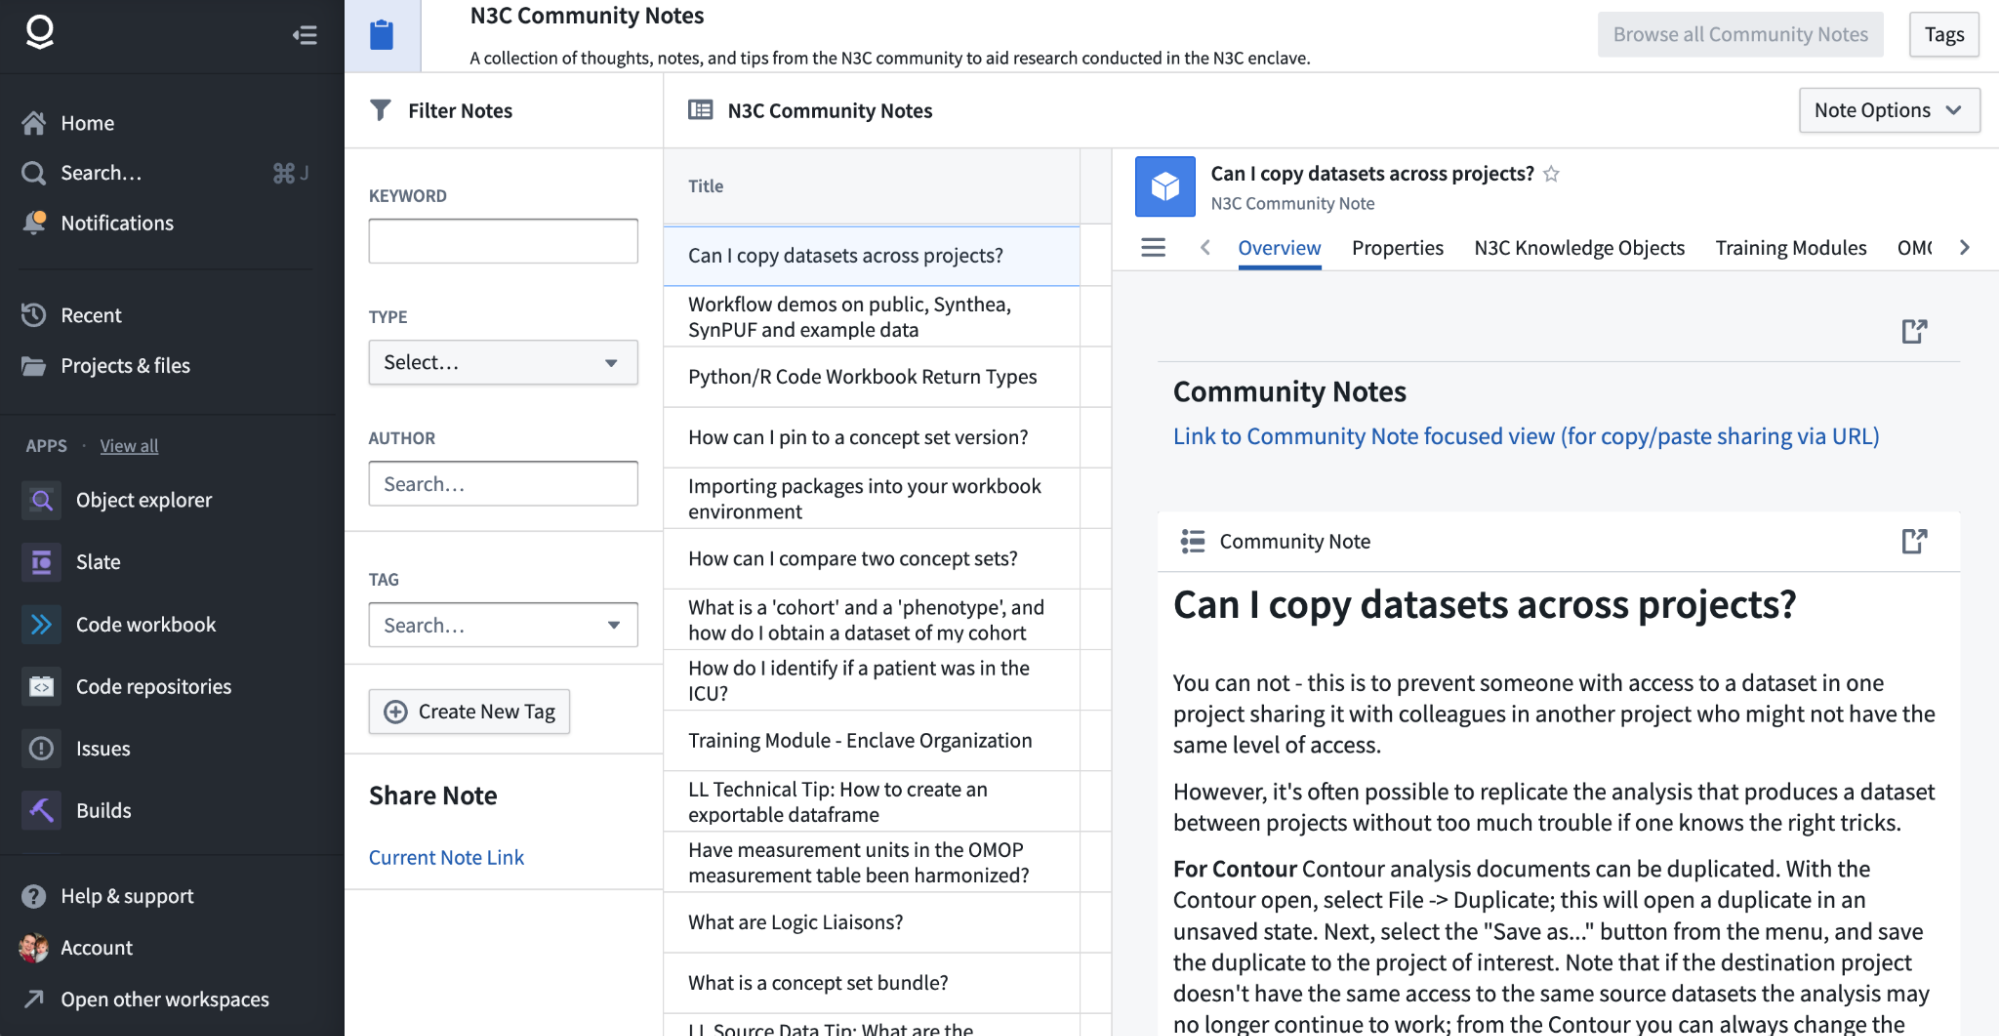 Home
Search…
⌘ J
Notifications
Recent
Projects & files
APPS · View all
Object explorer
Slate
Code workbook
Code repositories
Issues
Builds
Help & support
Account
Open other workspaces
N3C Community Notes
A collection of thoughts, notes, and tips from the N3C community to aid research conducted in the N3C enclave.
Browse all Community Notes
Tags
Filter Notes
KEYWORD
TYPE
Select…
AUTHOR
Search…
TAG
Search…
Create New Tag
Share Note
Current Note Link
N3C Community Notes
Note Options
Title
Can I copy datasets across projects?
Workflow demos on public, Synthea,
SynPUF and example data
Python/R Code Workbook Return Types
How can I pin to a concept set version?
Importing packages into your workbook
environment
How can I compare two concept sets?
What is a 'cohort' and a 'phenotype', and
how do I obtain a dataset of my cohort
How do I identify if a patient was in the
ICU?
Training Module - Enclave Organization
LL Technical Tip: How to create an
exportable dataframe
Have measurement units in the OMOP
measurement table been harmonized?
What are Logic Liaisons?
What is a concept set bundle?
LL Source Data Tip: What are the
Can I copy datasets across projects?
N3C Community Note
Overview
Properties
N3C Knowledge Objects
Training Modules
Community Notes
Link to Community Note focused view (for copy/paste sharing via URL)
Community Note
Can I copy datasets across projects?
You can not - this is to prevent someone with access to a dataset in one
project sharing it with colleagues in another project who might not have the
same level of access.
However, it's often possible to replicate the analysis that produces a dataset
between projects without too much trouble if one knows the right tricks.
For Contour Contour analysis documents can be duplicated. With the
Contour open, select File -> Duplicate; this will open a duplicate in an
unsaved state. Next, select the "Save as..." button from the menu, and save
the duplicate to the project of interest. Note that if the destination project
doesn't have the same access to the same source datasets the analysis may
no longer continue to work; from the Contour you can always change the